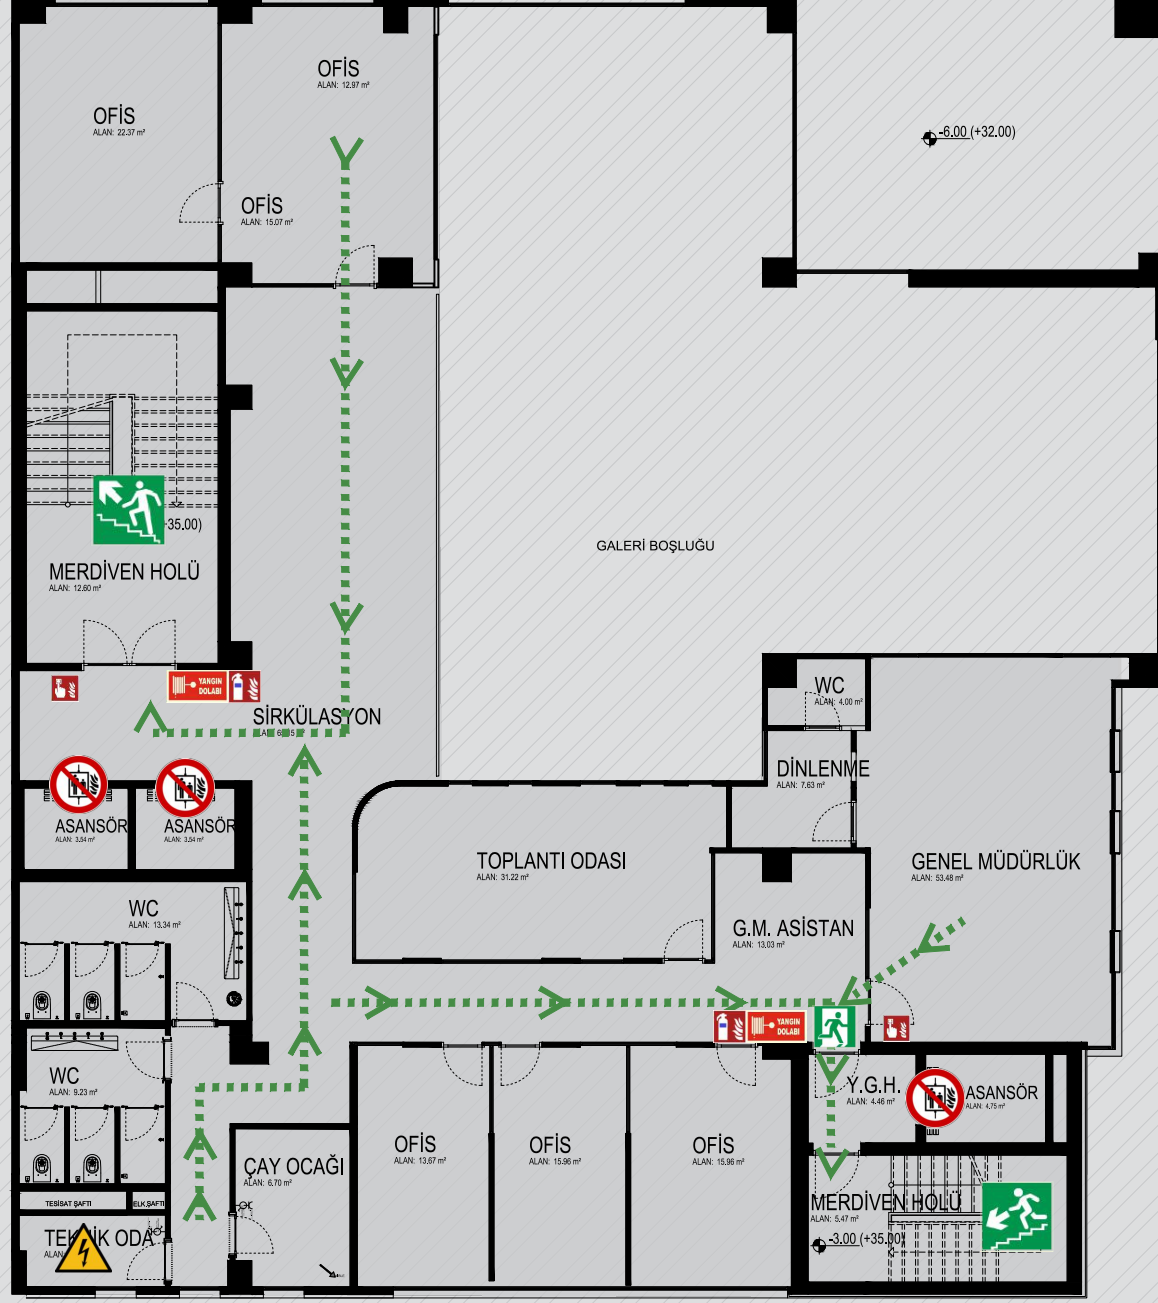 OFİS
ALAN: 12.97 m²
OFİS
ALAN: 22.37 m²
-6.00 (+32.00)
OFİS
ALAN: 15.07 m²
35.00)
GALERİ BOŞLUĞU
MERDİVEN HOLÜ
ALAN: 12.60 m²
YANGIN
DOLABI
SİRKÜLASYON
WC
ALAN: 4.00 m²
DİNLENME
ALAN: 7.63 m²
ASANSÖR
ALAN: 3.54 m²
ASANSÖR
ALAN: 3.54 m²
TOPLANTI ODASI
ALAN: 31.22 m²
GENEL MÜDÜRLÜK
ALAN: 53.48 m²
WC
ALAN: 13.34 m²
G.M. ASİSTAN
ALAN: 13.03 m²
YANGIN
DOLABI
WC
ALAN: 9.23 m²
Y.G.H.
ALAN: 4.46 m²
ASANSÖR
ALAN: 4.75 m²
OFİS
ALAN: 13.67 m²
OFİS
ALAN: 15.96 m²
OFİS
ALAN: 15.96 m²
ÇAY OCAĞI
ALAN: 6.70 m²
TESİSAT ŞAFTI
ELK.ŞAFTI
MERDİVEN HOLÜ
ALAN: 5.47 m²
TEKNİK ODA
ALAN:
-3.00 (+35.00)